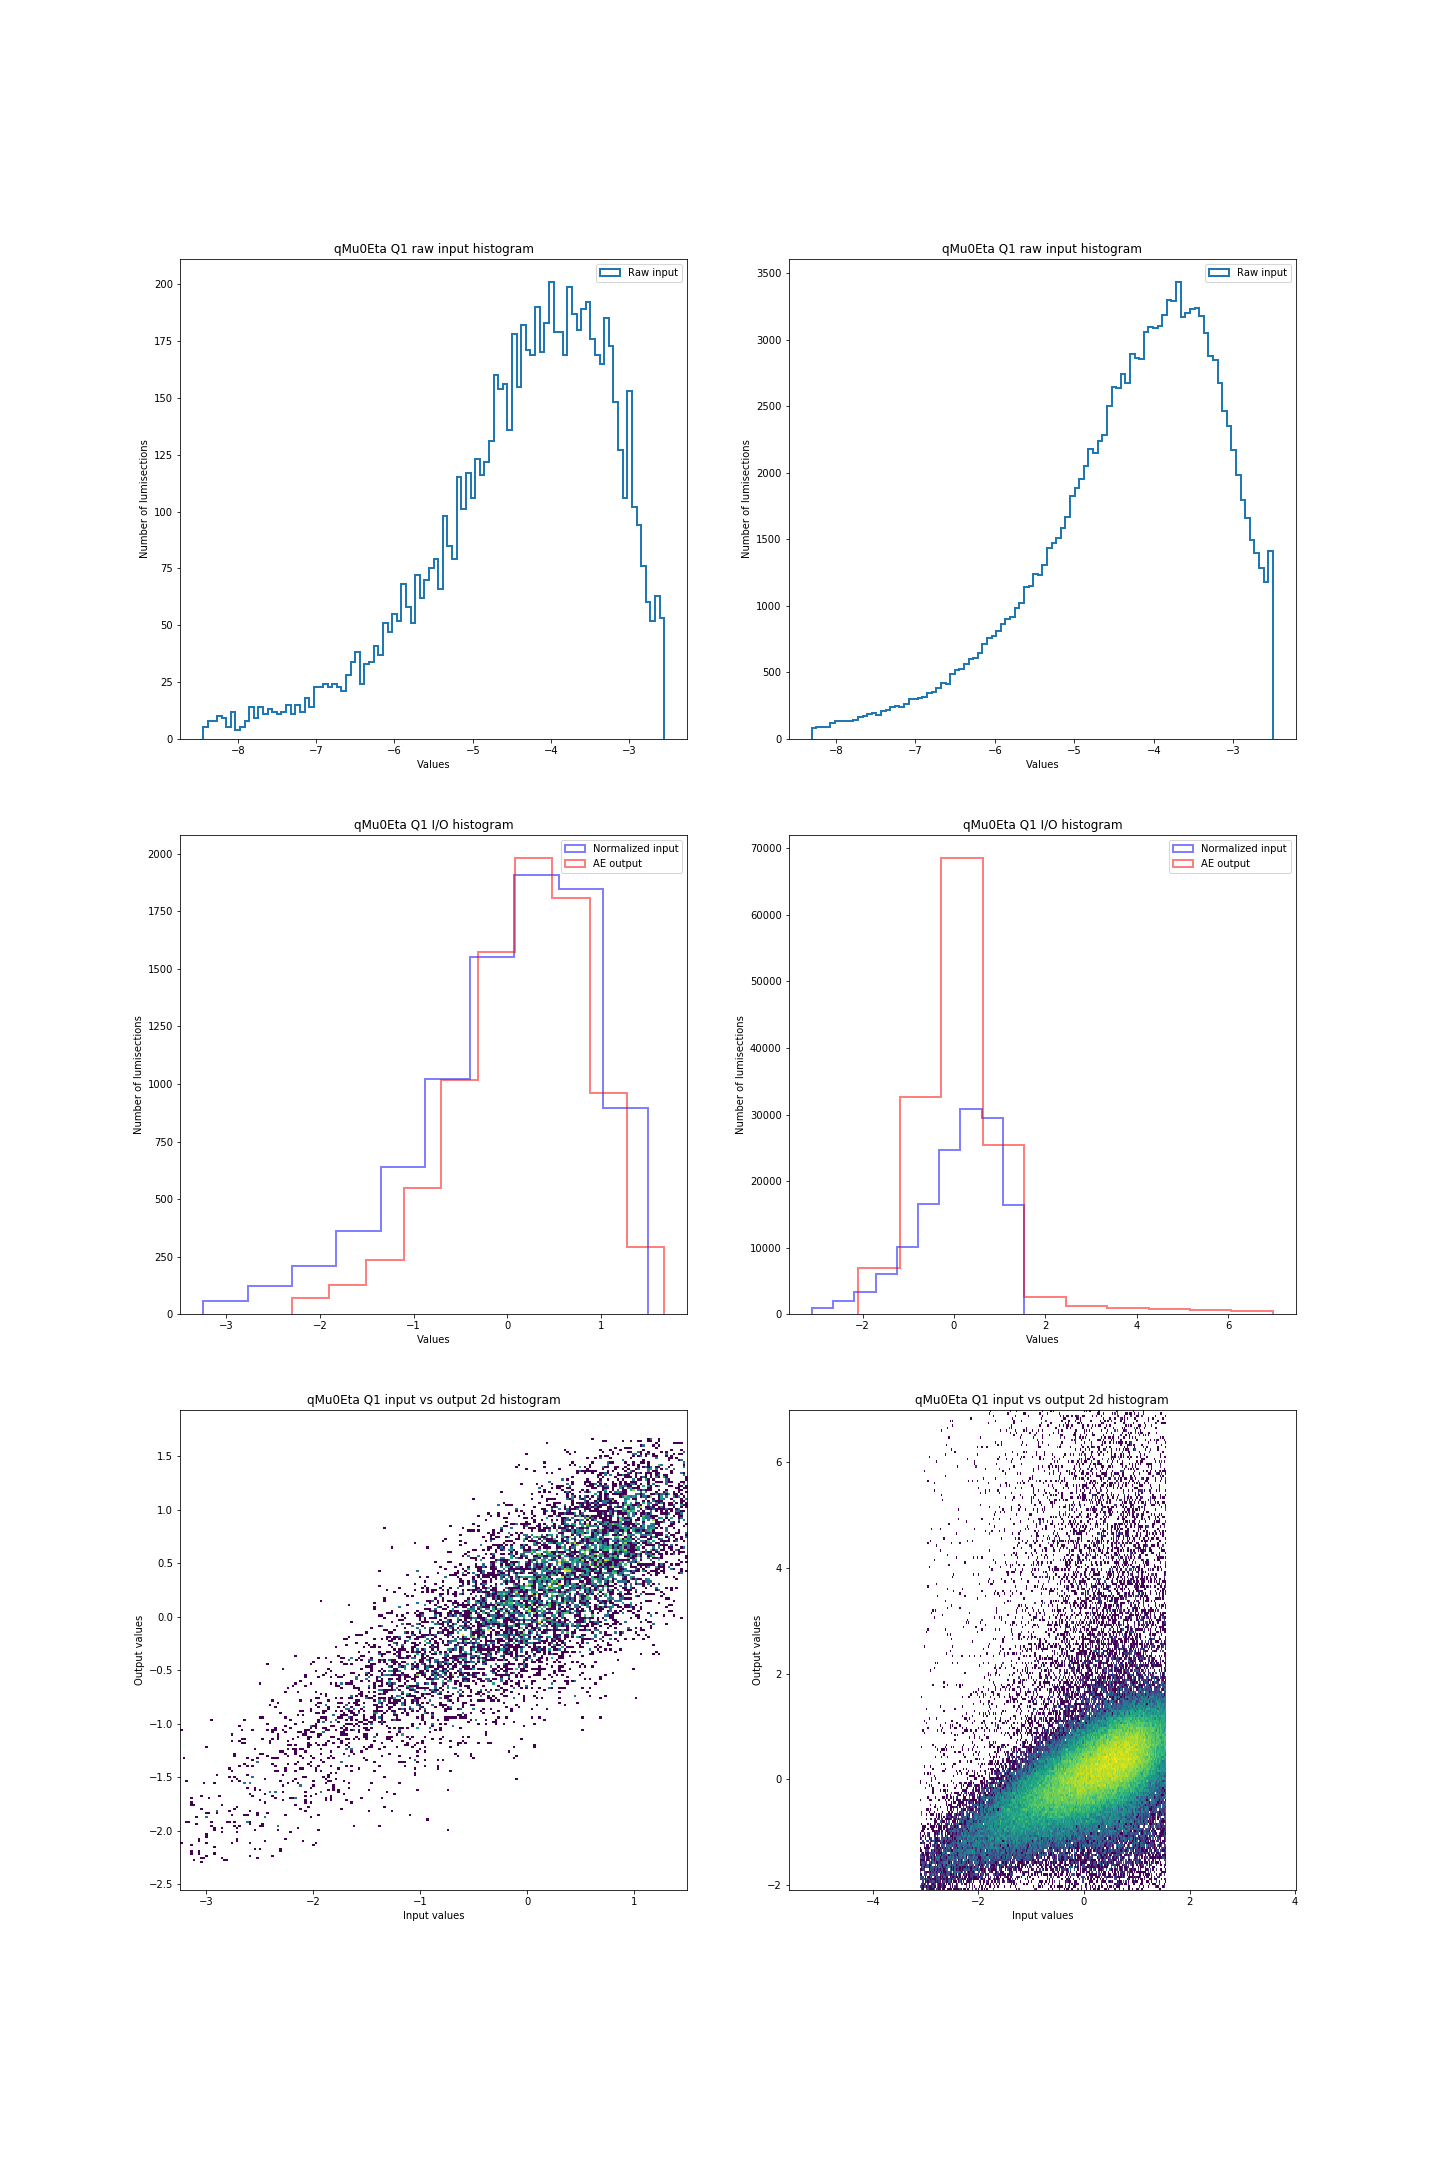 qMu0Eta Q1 raw input histogram
Raw input
200
175
150
125
100
75
50
25
0
Number of lumisections
−8 −7 −6 −5 −4 −3
Values
qMu0Eta Q1 raw input histogram
Raw input
3500
3000
2500
2000
1500
1000
500
0
Number of lumisections
−8 −7 −6 −5 −4 −3
Values
qMu0Eta Q1 I/O histogram
Normalized input
AE output
2000
1750
1500
1250
1000
750
500
250
0
Number of lumisections
−3 −2 −1 0 1
Values
qMu0Eta Q1 I/O histogram
Normalized input
AE output
70000
60000
50000
40000
30000
20000
10000
0
Number of lumisections
−2 0 2 4 6
Values
qMu0Eta Q1 input vs output 2d histogram
1.5
1.0
0.5
0.0
−0.5
−1.0
−1.5
−2.0
−2.5
Output values
−3 −2 −1 0 1
Input values
qMu0Eta Q1 input vs output 2d histogram
6
4
2
0
−2
Output values
−4 −2 0 2 4
Input values